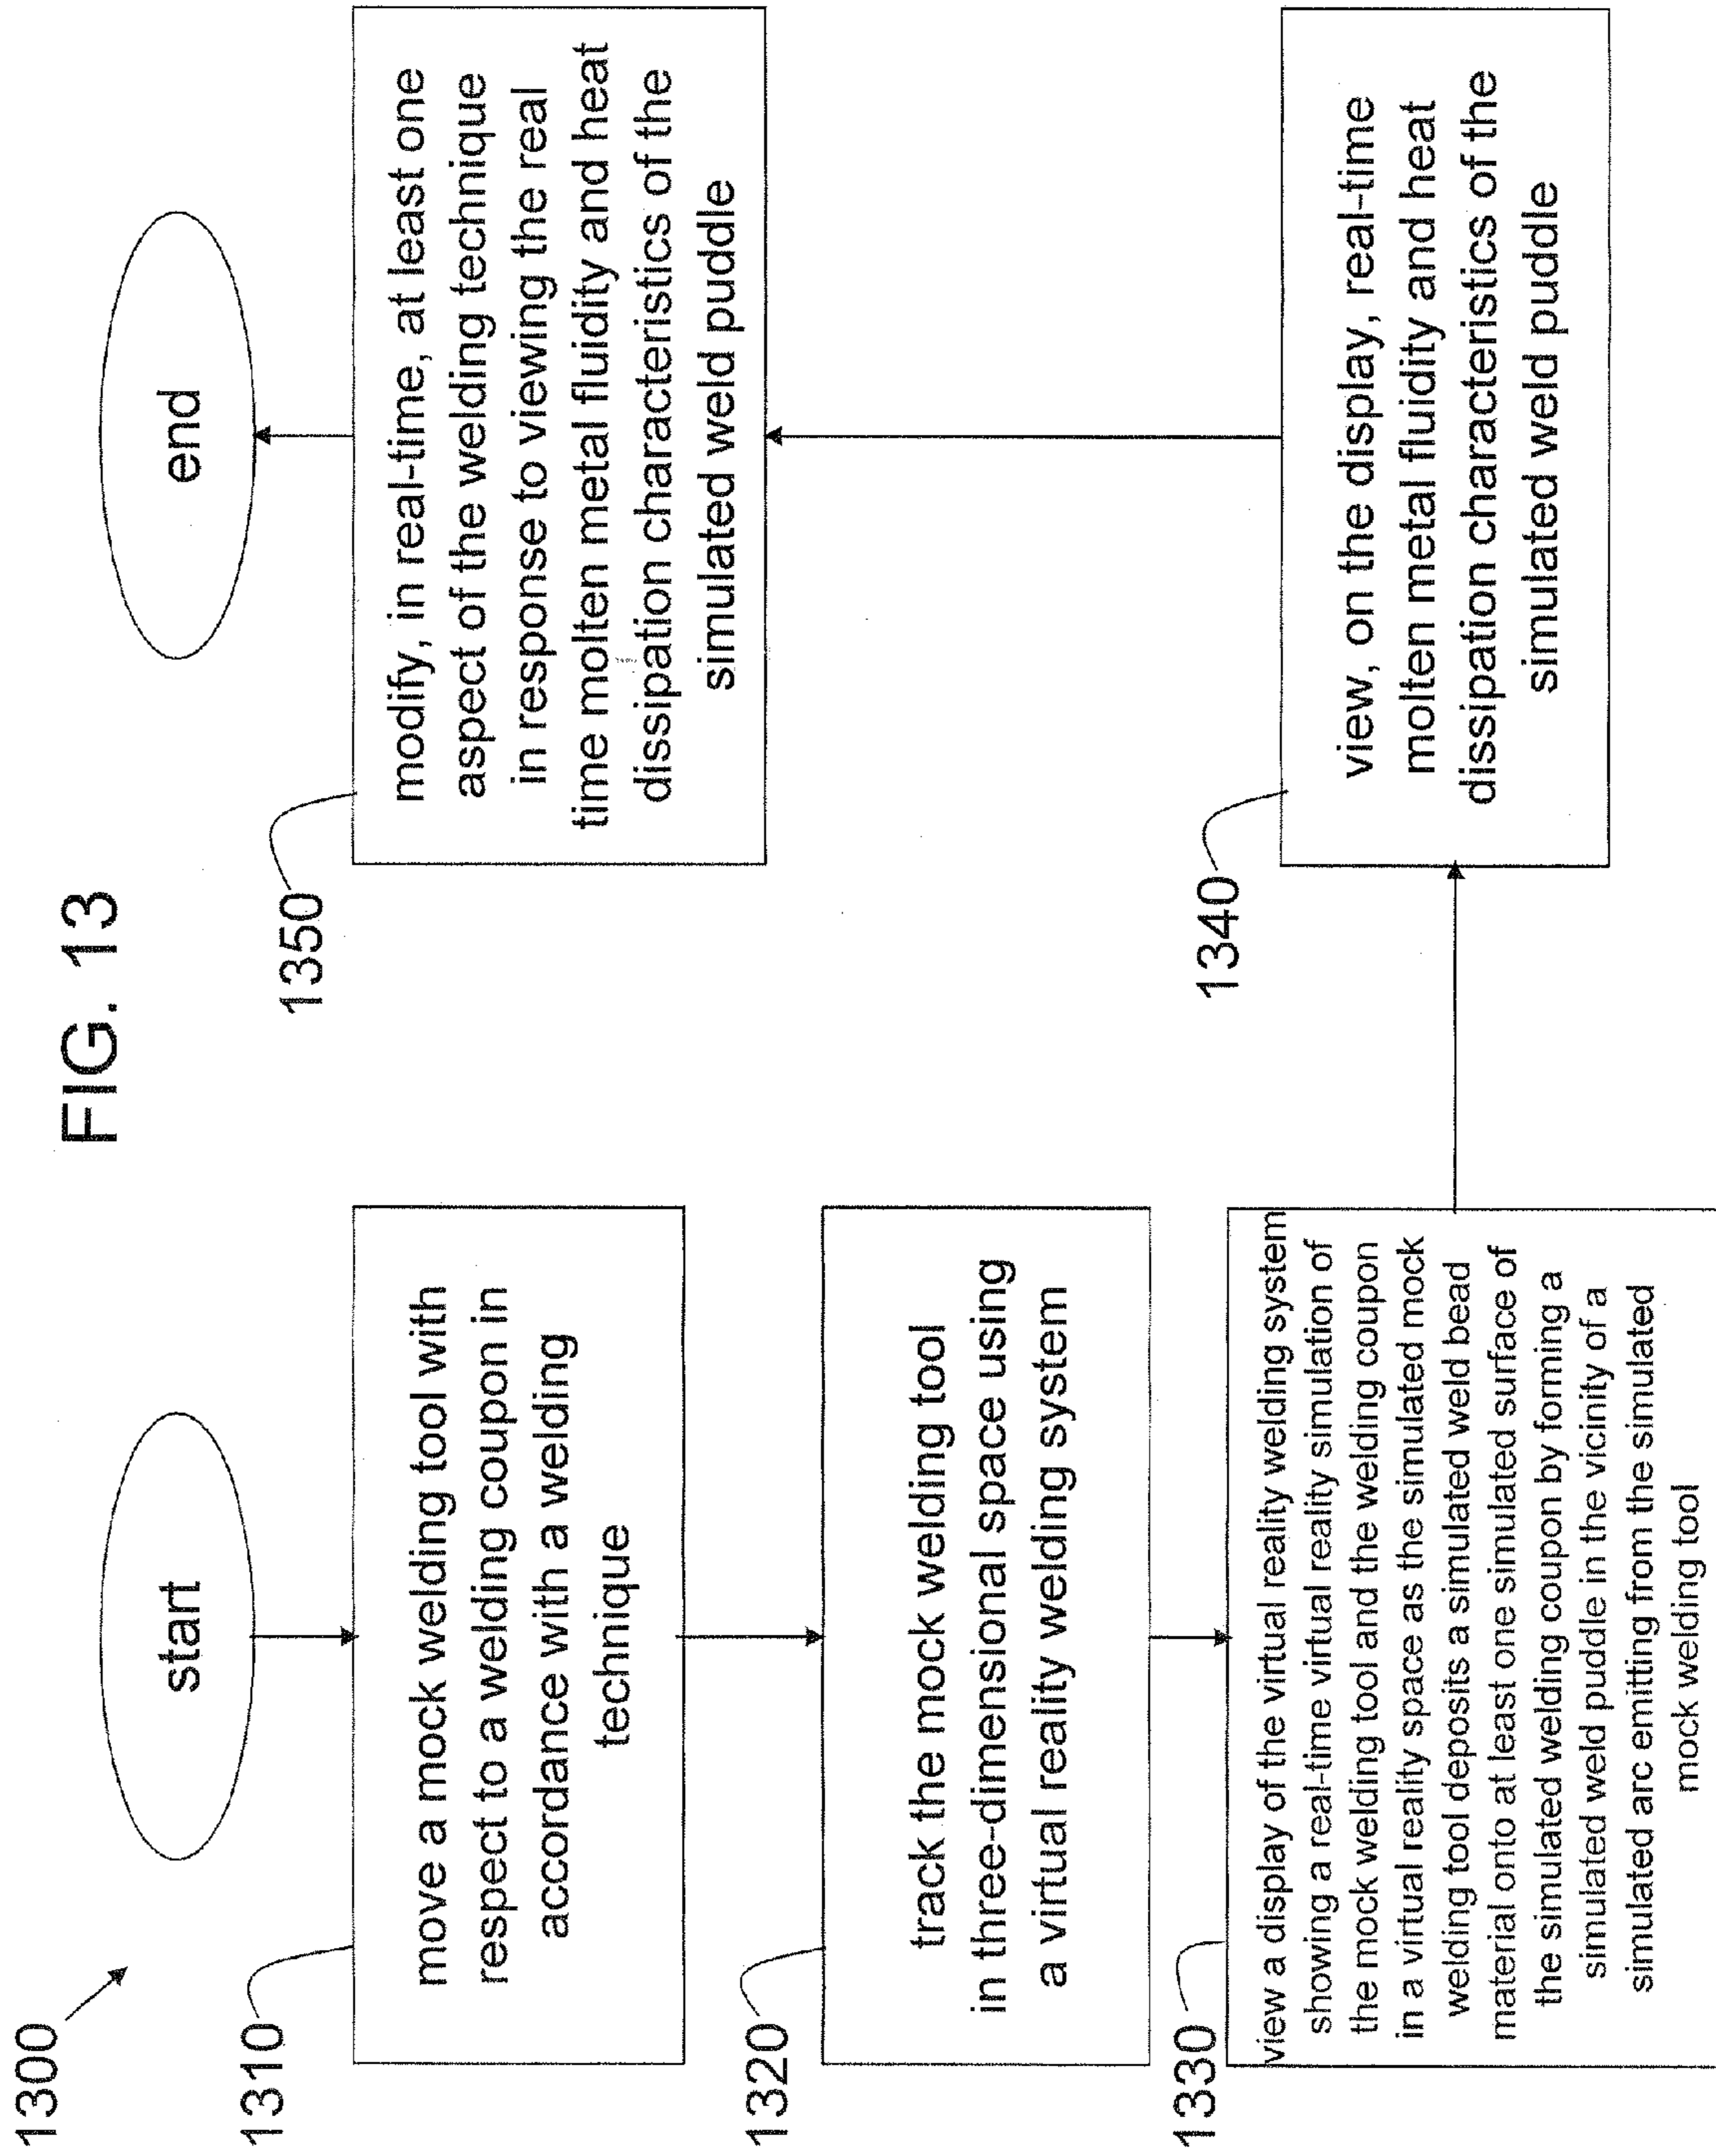 FIG. 13
1300
start
1310
move a mock welding tool with
respect to a welding coupon in
accordance with a welding
technique
1320
track the mock welding tool
in three-dimensional space using
a virtual reality welding system
1330
view a display of the virtual reality welding system
showing a real-time virtual reality simulation of
the mock welding tool and the welding coupon
in a virtual reality space as the simulated mock
welding tool deposits a simulated weld bead
material onto at least one simulated surface of
the simulated welding coupon by forming a
simulated weld puddle in the vicinity of a
simulated arc emitting from the simulated
mock welding tool
1340
view, on the display, real-time
molten metal fluidity and heat
dissipation characteristics of the
simulated weld puddle
1350
modify, in real-time, at least one
aspect of the welding technique
in response to viewing the real
time molten metal fluidity and heat
dissipation characteristics of the
simulated weld puddle
end